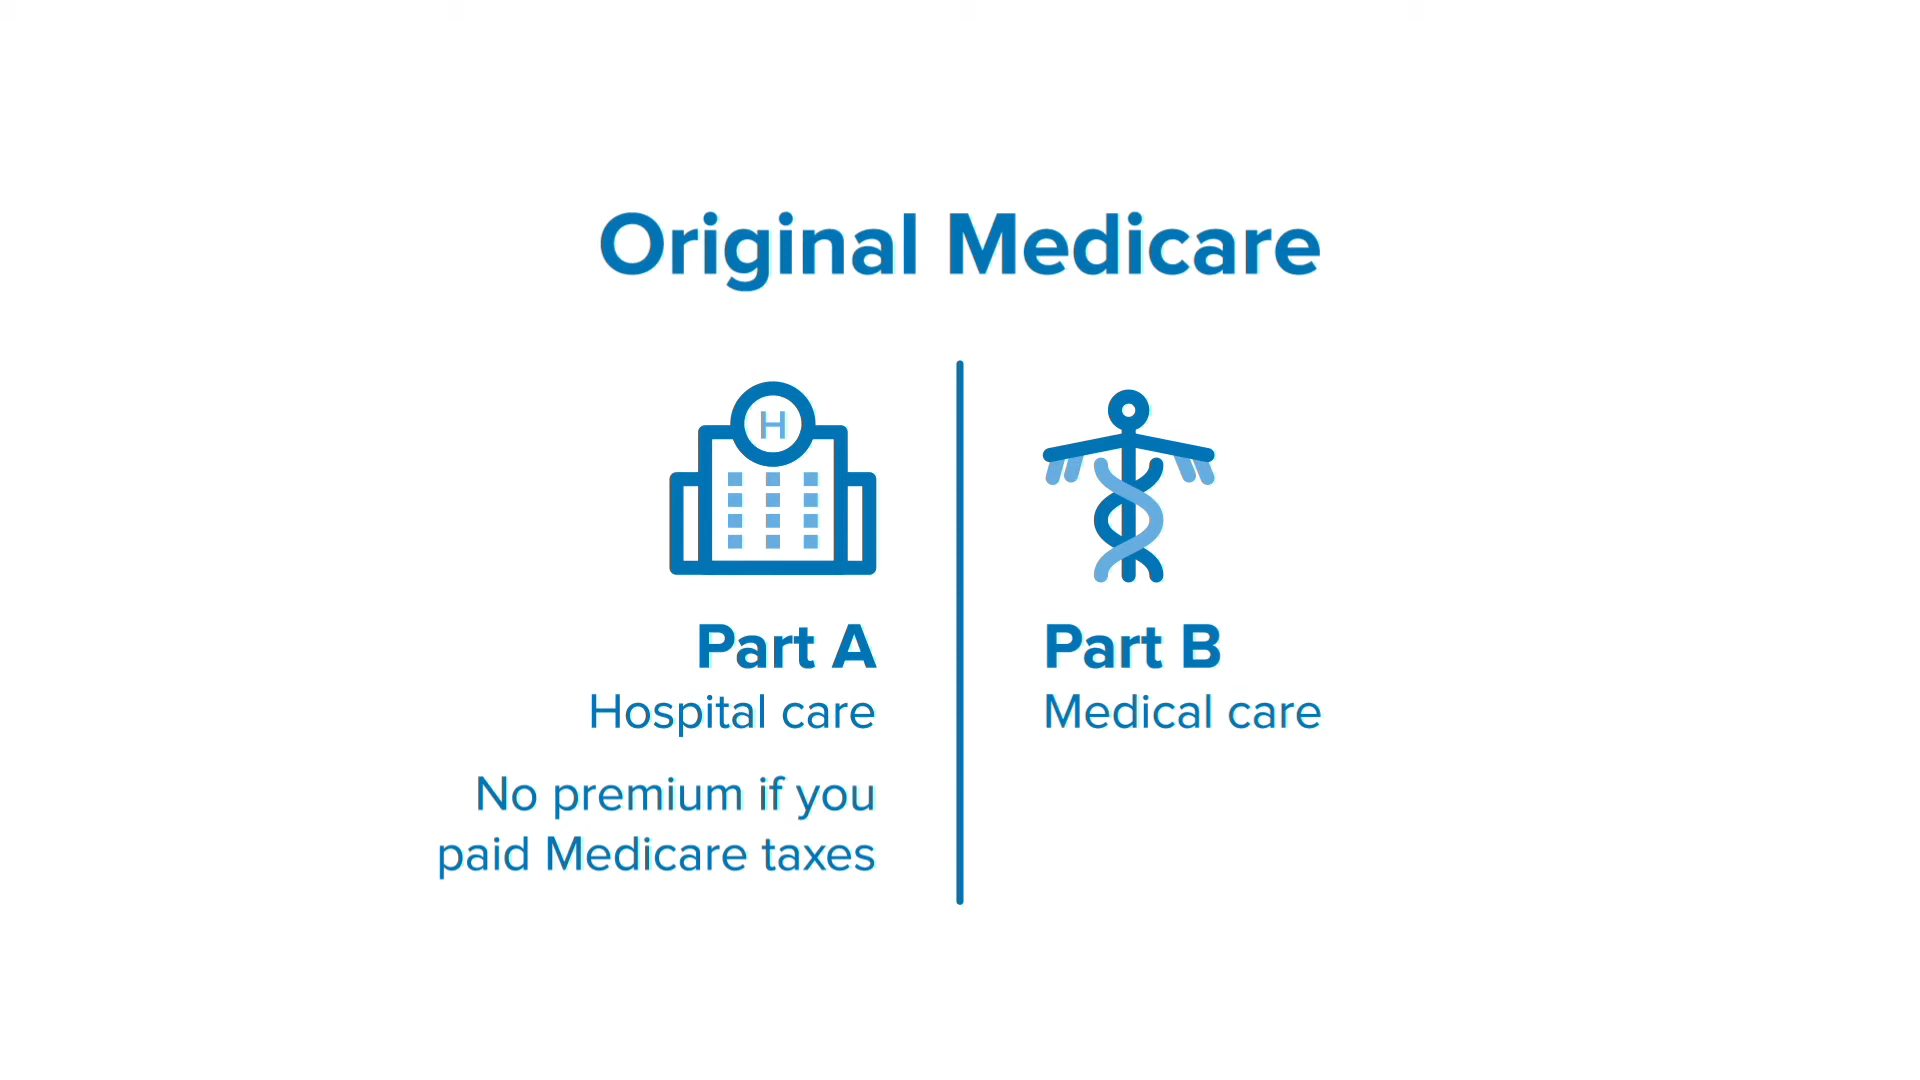 Original Medicare
H
Part A
Hospital care
No premium if you
paid Medicare taxes
Part B
Medical care